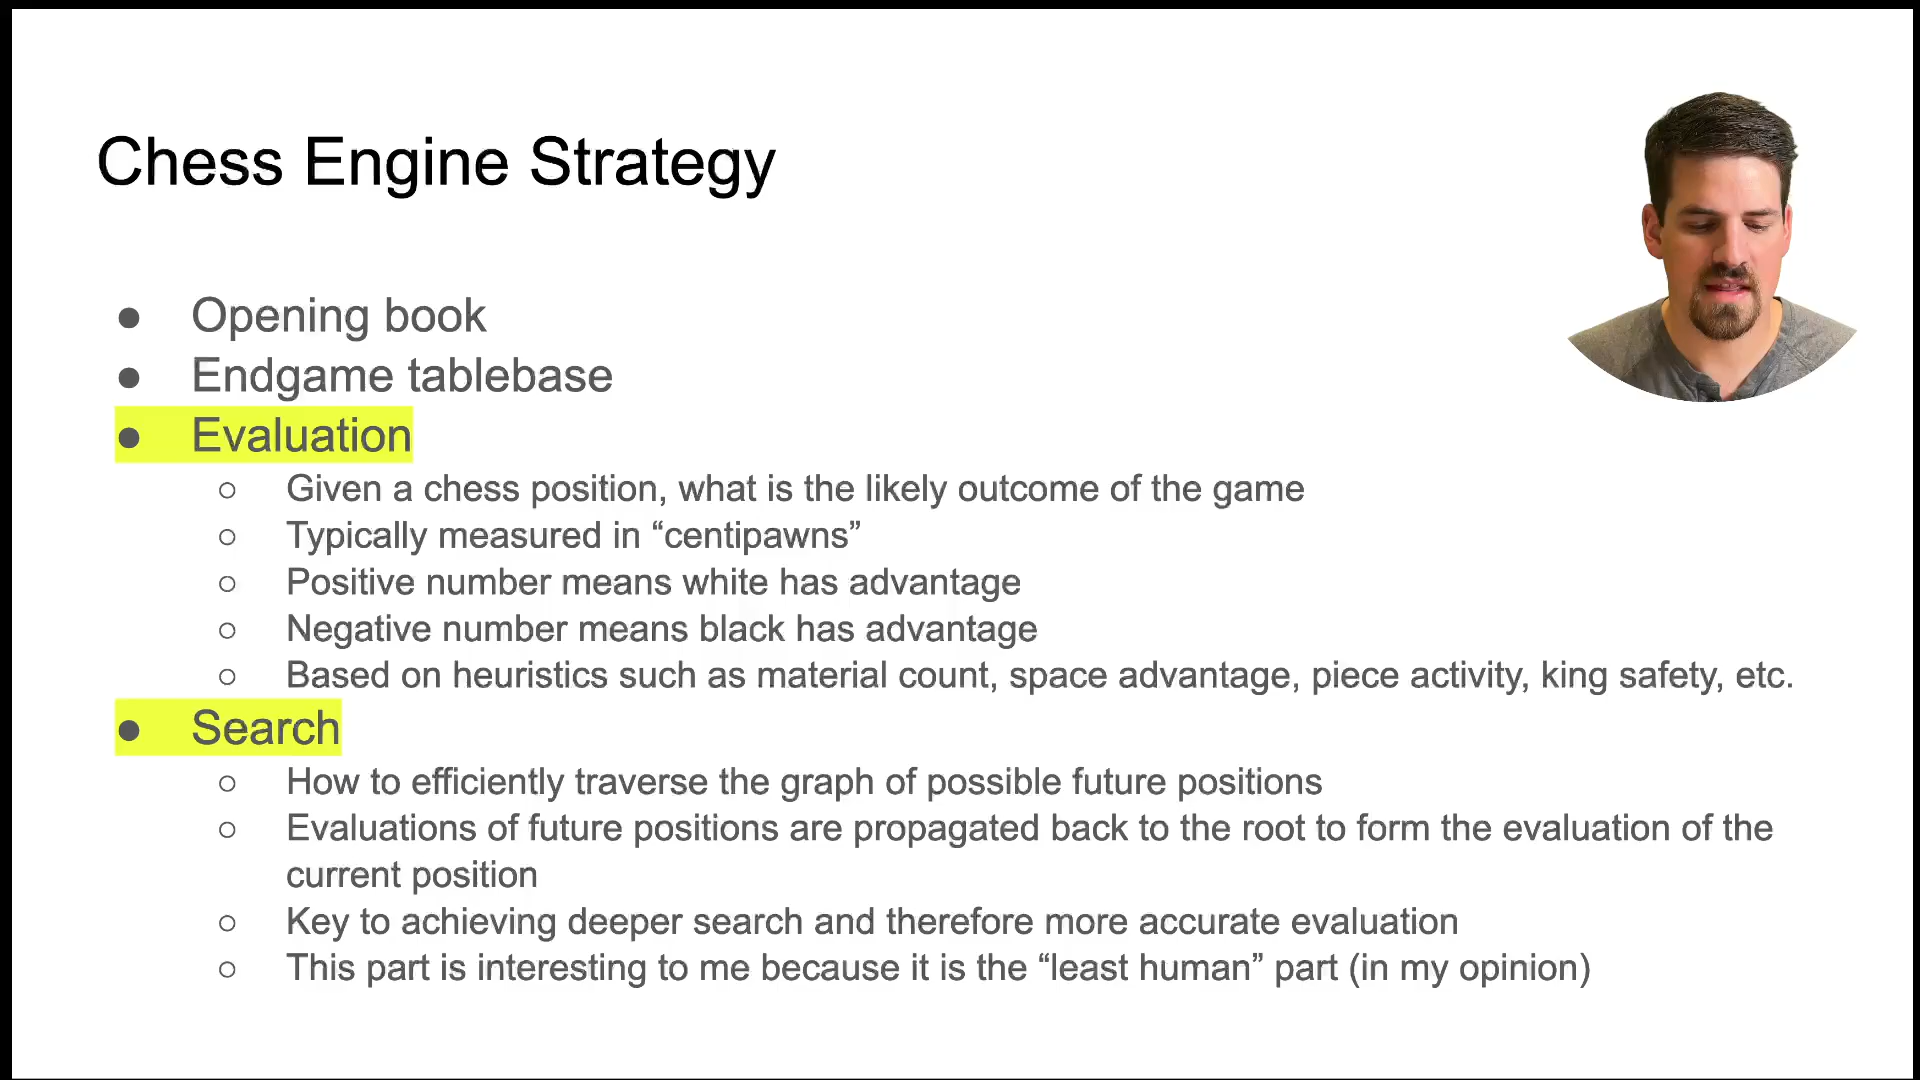 Chess Engine Strategy
● Opening book
● Endgame tablebase
● Evaluation
○ Given a chess position, what is the likely outcome of the game
○ Typically measured in “centipawns”
○ Positive number means white has advantage
○ Negative number means black has advantage
○ Based on heuristics such as material count, space advantage, piece activity, king safety, etc.
● Search
○ How to efficiently traverse the graph of possible future positions
○ Evaluations of future positions are propagated back to the root to form the evaluation of the
current position
○ Key to achieving deeper search and therefore more accurate evaluation
○ This part is interesting to me because it is the “least human” part (in my opinion)